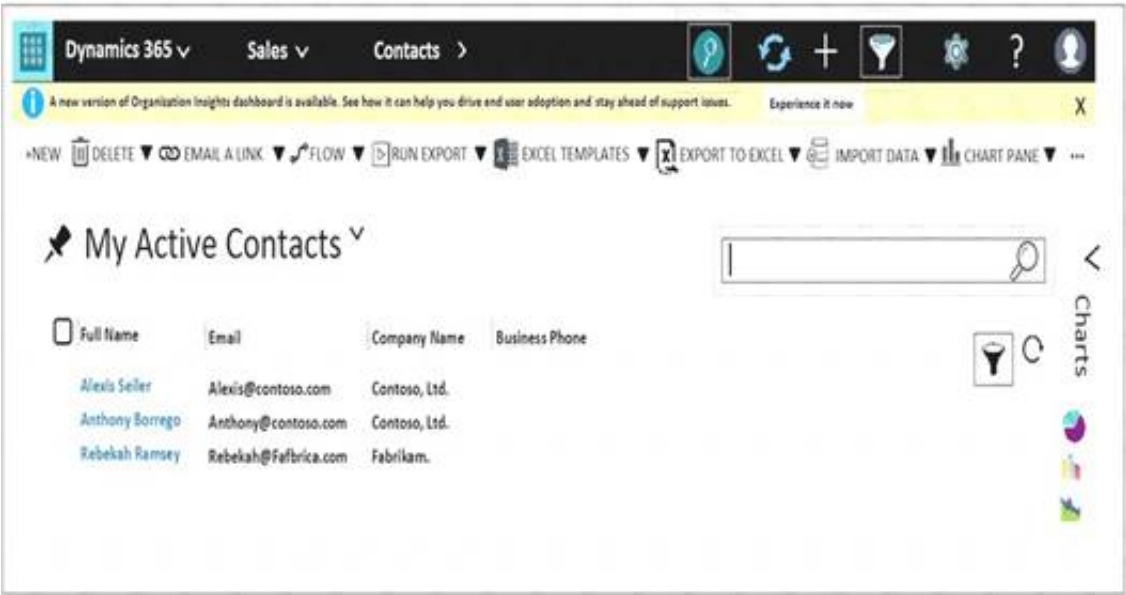 Dynamics 365 Sales Contacts >
A new version of Organization Insights dashboard is available. See how it can help you drive end user adoption and stay ahead of support issues. Experience it now X
+NEW DELETE EMAIL A LINK FLOW RUN EXPORT EXCEL TEMPLATES EXPORT TO EXCEL IMPORT DATA CHART PANE ...
My Active Contacts
Charts
Full Name Email Company Name Business Phone
Alexis Seller Alexis@contoso.com Contoso, Ltd.
Anthony Borrego Anthony@contoso.com Contoso, Ltd.
Rebekah Ramsey Rebekah@Fafbrica.com Fabrikam.